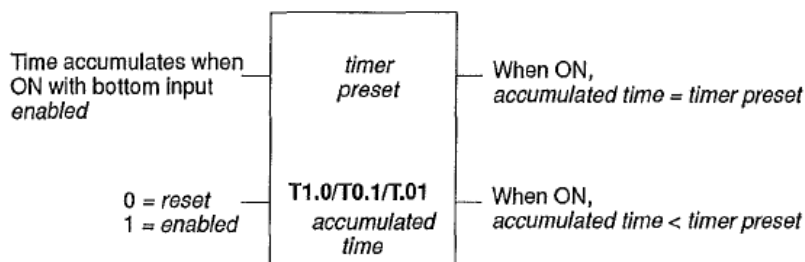 Time accumulates when
ON with bottom input
enabled
timer
preset
When ON,
accumulated time = timer preset
0 = reset
1 = enabled
T1.0/T0.1/T.01
accumulated
time
When ON,
accumulated time < timer preset